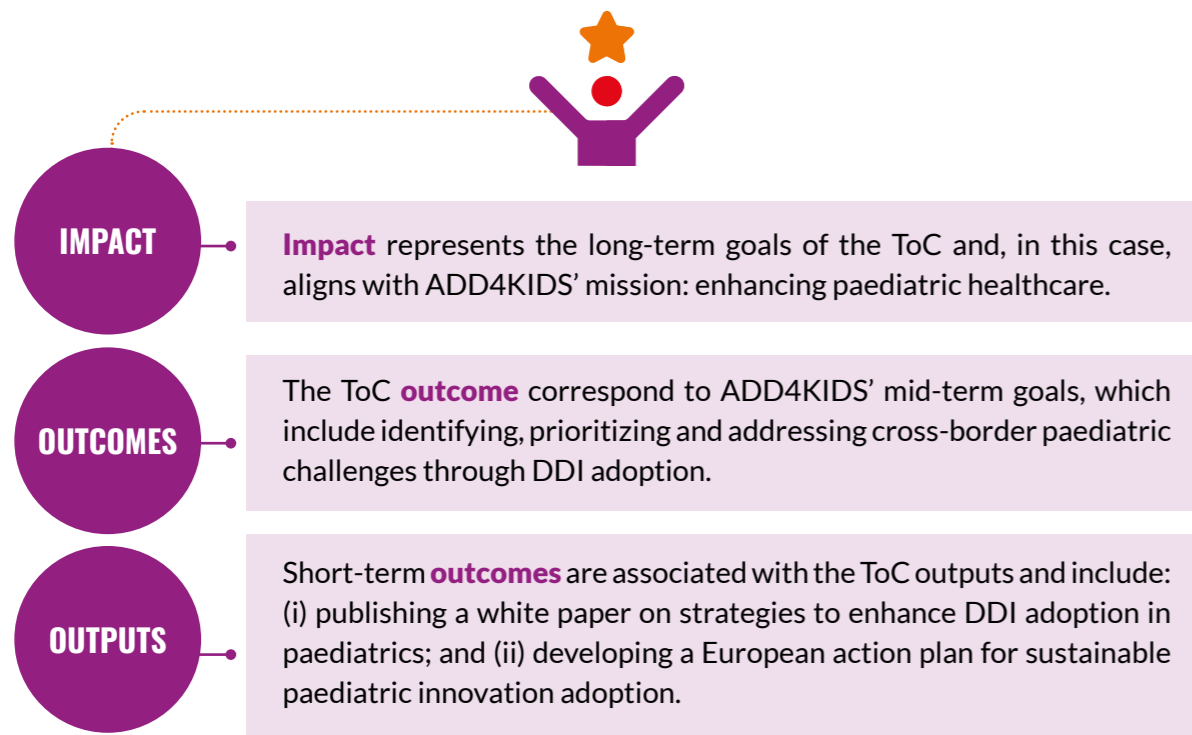 IMPACT
Impact represents the long-term goals of the ToC and, in this case,
aligns with ADD4KIDS’ mission: enhancing paediatric healthcare.
OUTCOMES
The ToC outcome correspond to ADD4KIDS’ mid-term goals, which
include identifying, prioritizing and addressing cross-border paediatric
challenges through DDI adoption.
OUTPUTS
Short-term outcomes are associated with the ToC outputs and include:
(i) publishing a white paper on strategies to enhance DDI adoption in
paediatrics; and (ii) developing a European action plan for sustainable
paediatric innovation adoption.